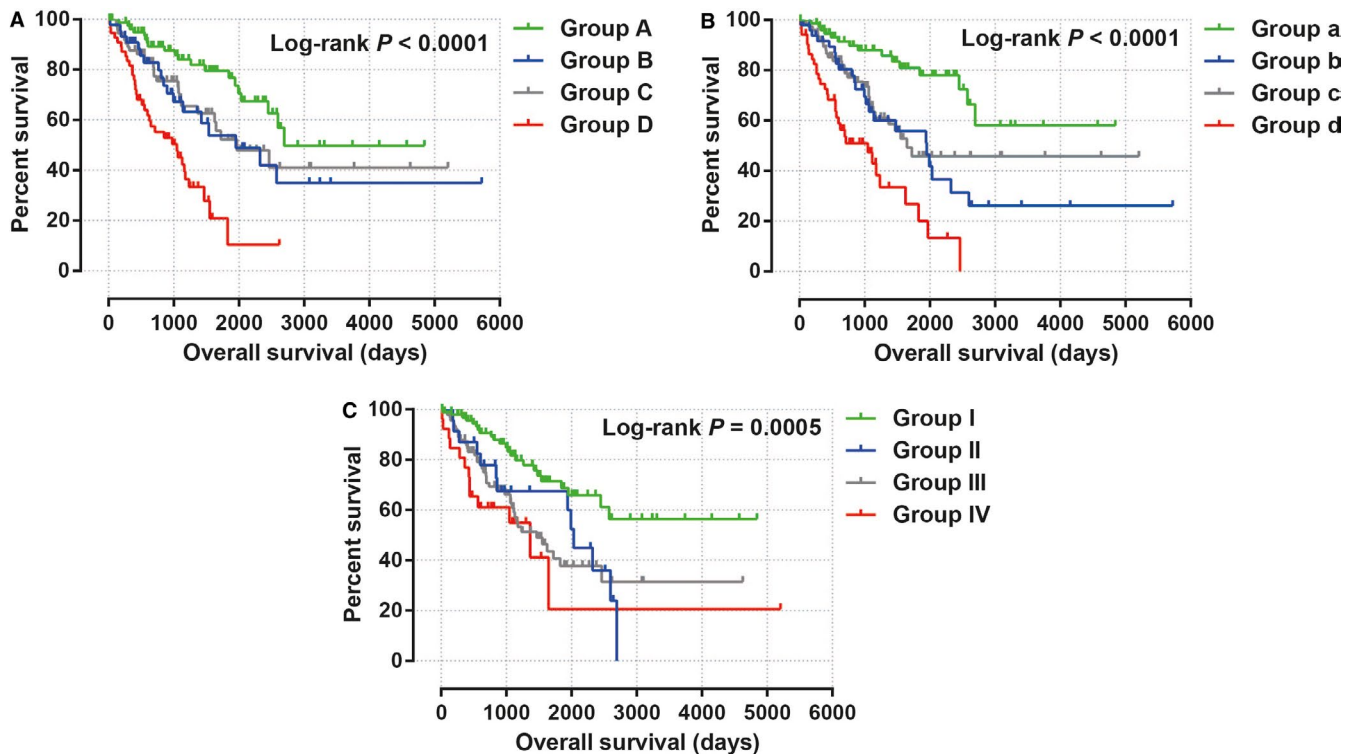 A
Percent survival
100
80
60
40
20
0
Log-rank P < 0.0001
Group A
Group B
Group C
Group D
0 1000 2000 3000 4000 5000 6000
Overall survival (days)
B
Percent survival
100
80
60
40
20
0
Log-rank P < 0.0001
Group a
Group b
Group c
Group d
0 1000 2000 3000 4000 5000 6000
Overall survival (days)
C
Percent survival
100
80
60
40
20
0
Log-rank P = 0.0005
Group I
Group II
Group III
Group IV
0 1000 2000 3000 4000 5000 6000
Overall survival (days)